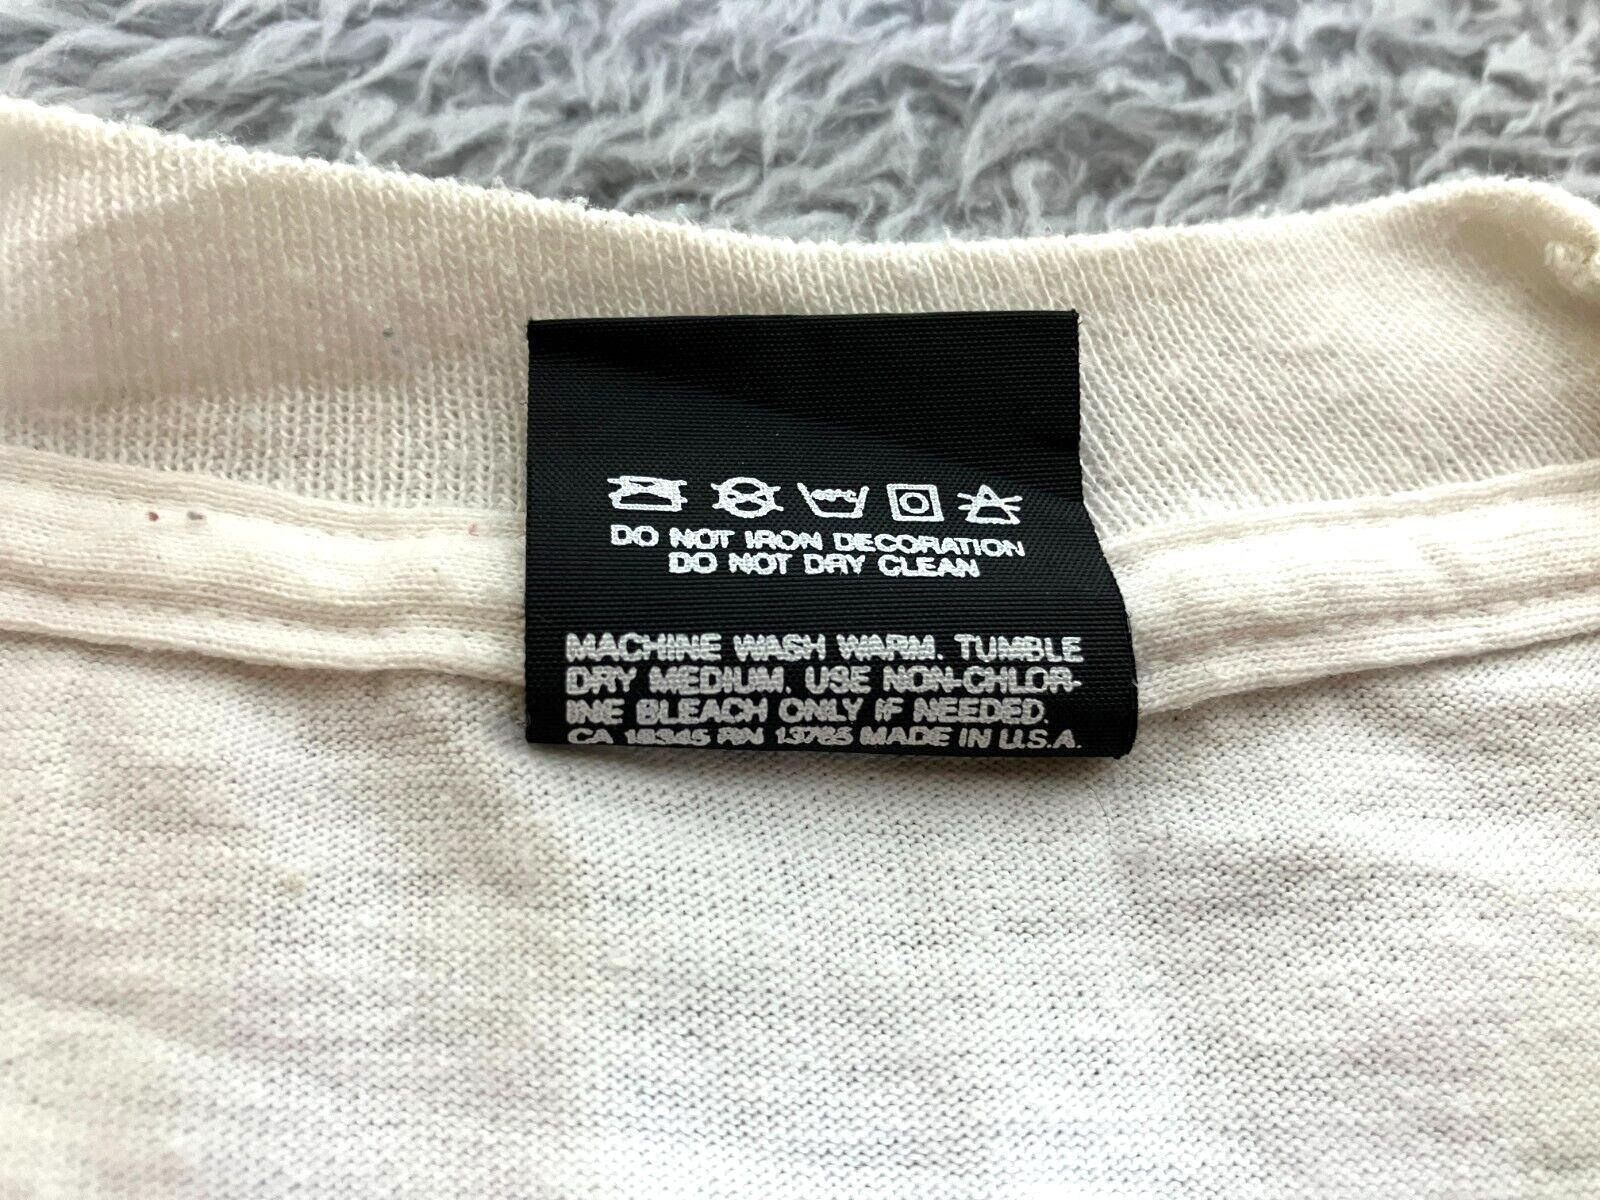 DO NOT IRON DECORATION
DO NOT DRY CLEAN
MACHINE WASH WARM. TUMBLE
DRY MEDIUM. USE NON-CHLOR-
INE BLEACH ONLY IF NEEDED.
CA 18345 RN 13765 MADE IN U.S.A.